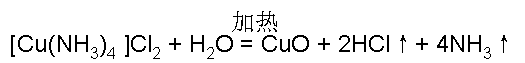 加热
[Cu(NH₃)₄ ]Cl₂ + H₂O = CuO + 2HCl↑ + 4NH₃↑